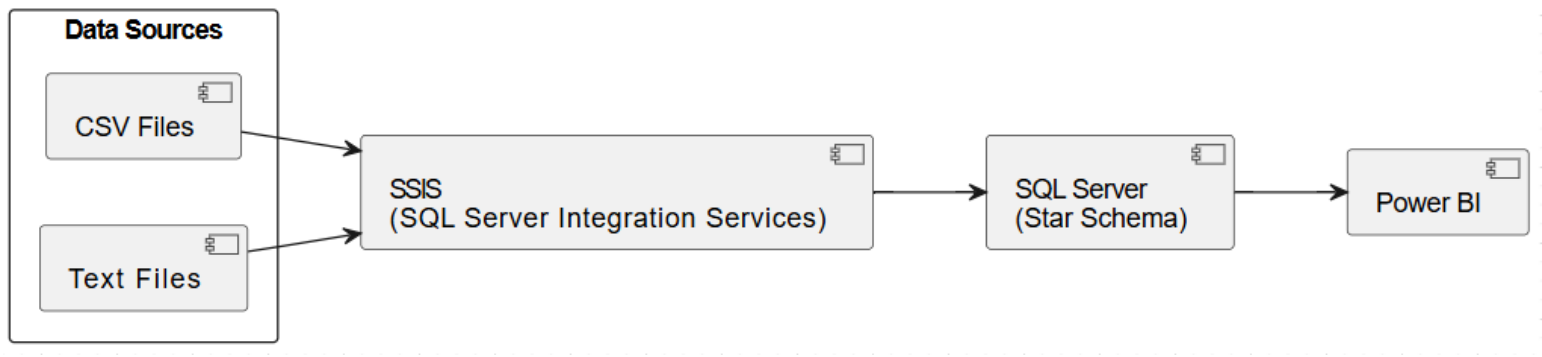 Data Sources
CSV Files
Text Files
SSIS
(SQL Server Integration Services)
SQL Server
(Star Schema)
Power BI